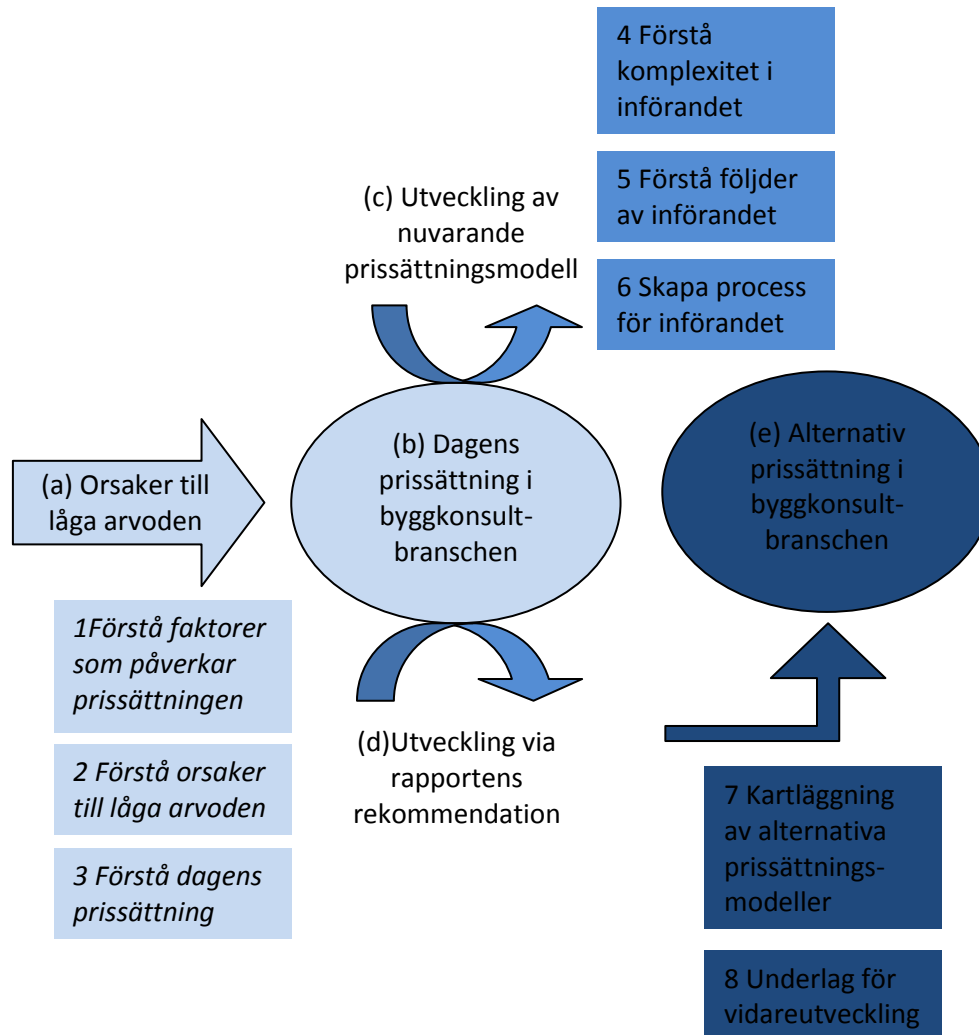 4 Förstå
komplexitet i
införandet
5 Förstå följder
av införandet
6 Skapa process
för införandet
(c) Utveckling av
nuvarande
prissättningsmodell
(a) Orsaker till
låga arvoden
(b) Dagens
prissättning i
byggkonsult-
branschen
(e) Alternativ
prissättning i
byggkonsult-
branschen
1Förstå faktorer
som påverkar
prissättningen
2 Förstå orsaker
till låga arvoden
3 Förstå dagens
prissättning
(d)Utveckling via
rapportens
rekommendation
7 Kartläggning
av alternativa
prissättnings-
modeller
8 Underlag för
vidareutveckling